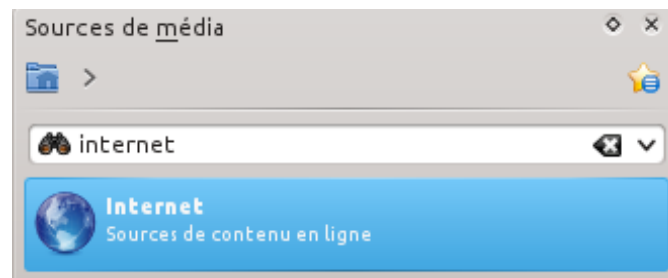 Sources de média
>
internet
Internet
Sources de contenu en ligne